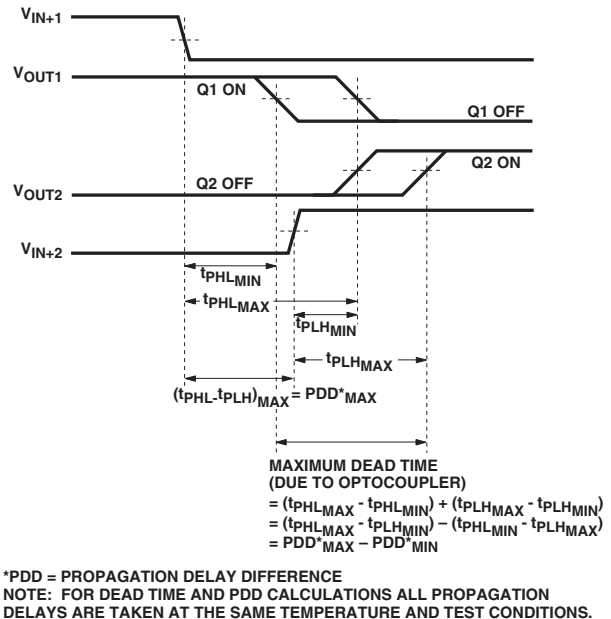 VIN+1
VOUT1
Q1 ON
Q1 OFF
Q2 ON
Q2 OFF
VOUT2
VIN+2
tPHLMIN
tPHLMAX
tPLHMIN
tPLHMAX
(tPHL-tPLH)MAX = PDD*MAX
MAXIMUM DEAD TIME
(DUE TO OPTOCOUPLER)
= (tPHLMAX - tPHLMIN) + (tPLHMAX - tPLHMIN)
= (tPHLMAX - tPLHMIN) – (tPHLMIN - tPLHMAX)
= PDD*MAX – PDD*MIN
*PDD = PROPAGATION DELAY DIFFERENCE
NOTE: FOR DEAD TIME AND PDD CALCULATIONS ALL PROPAGATION
DELAYS ARE TAKEN AT THE SAME TEMPERATURE AND TEST CONDITIONS.